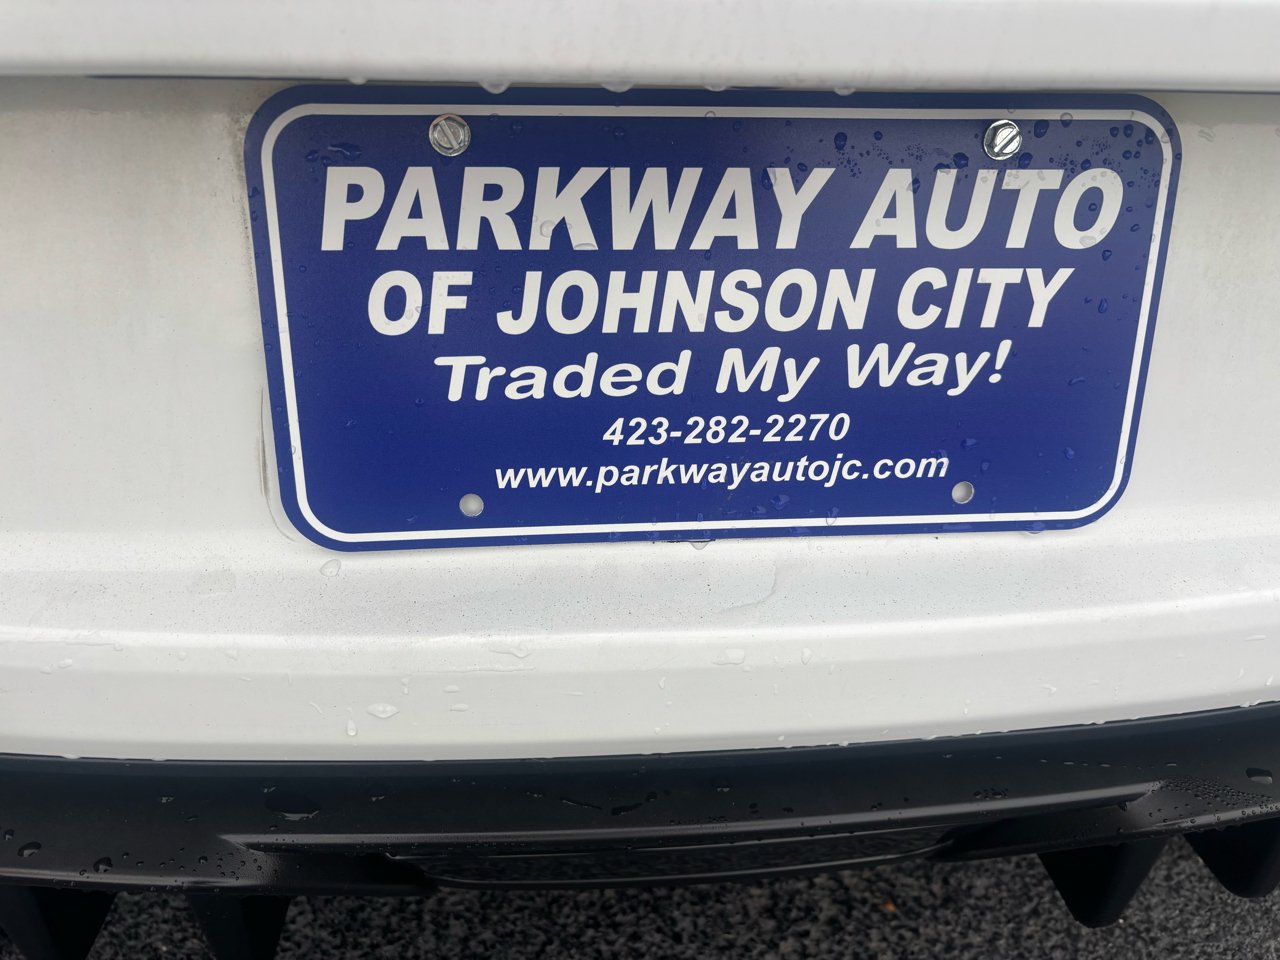 PARKWAY AUTO
OF JOHNSON CITY
Traded My Way!
423-282-2270
www.parkwayautojc.com